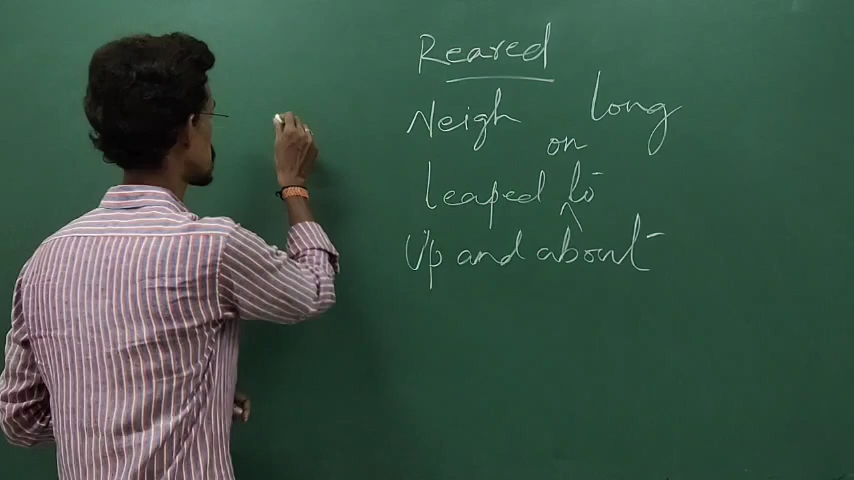 Reared
Neigh long
on
leaped to
Up and about